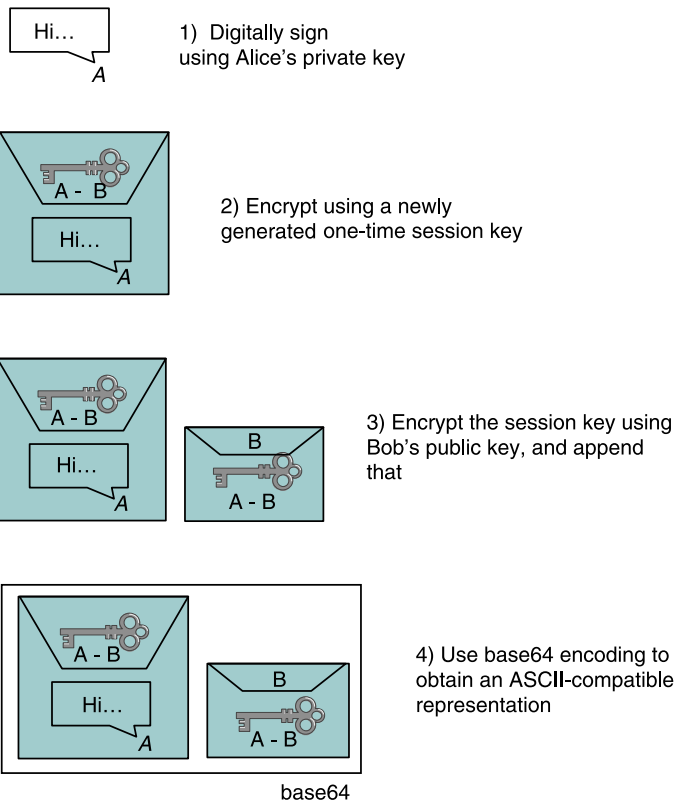 Hi…
A
1) Digitally sign
using Alice's private key
A - B
Hi…
A
2) Encrypt using a newly
generated one-time session key
A - B
Hi…
A
B
A - B
3) Encrypt the session key using
Bob's public key, and append
that
A - B
Hi…
A
B
A - B
4) Use base64 encoding to
obtain an ASCII-compatible
representation
base64